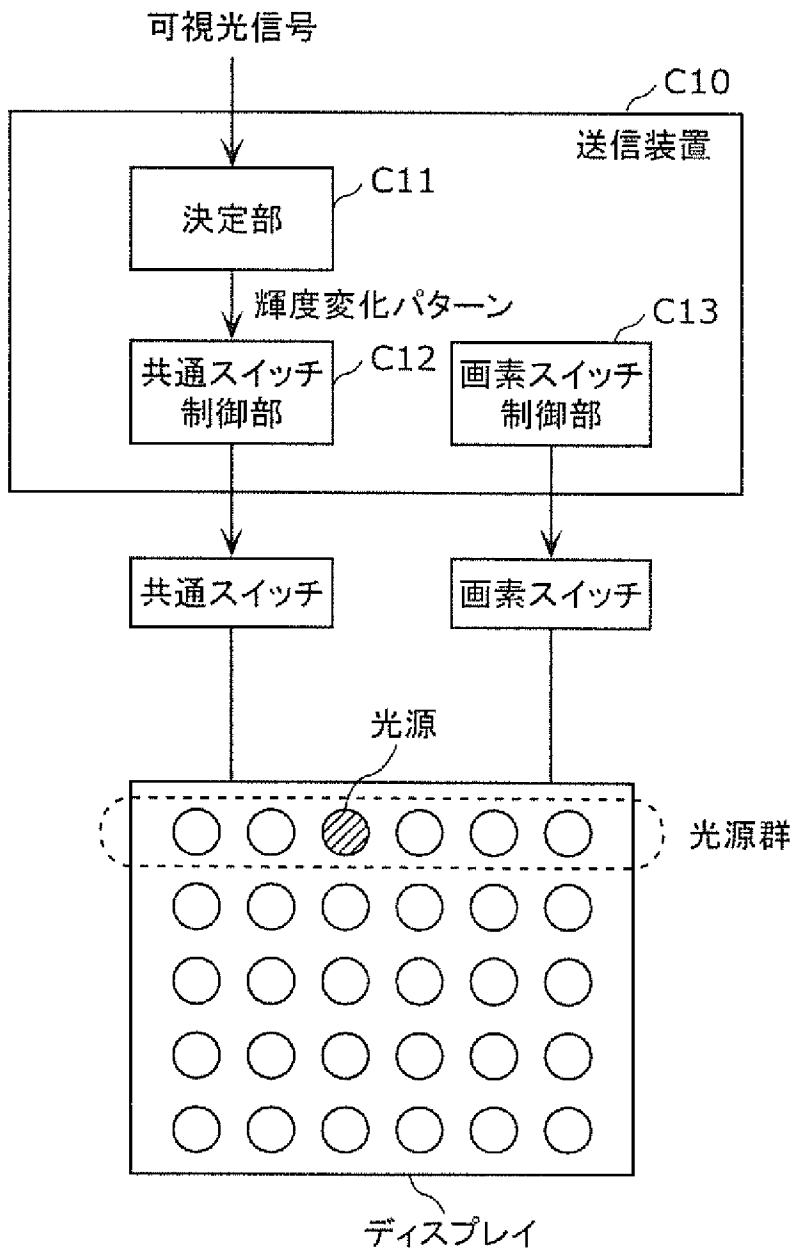 可視光信号
C10
送信装置
C11
決定部
輝度変化パターン
C12
共通スイッチ
制御部
C13
画素スイッチ
制御部
共通スイッチ
画素スイッチ
光源
光源群
ディスプレイ